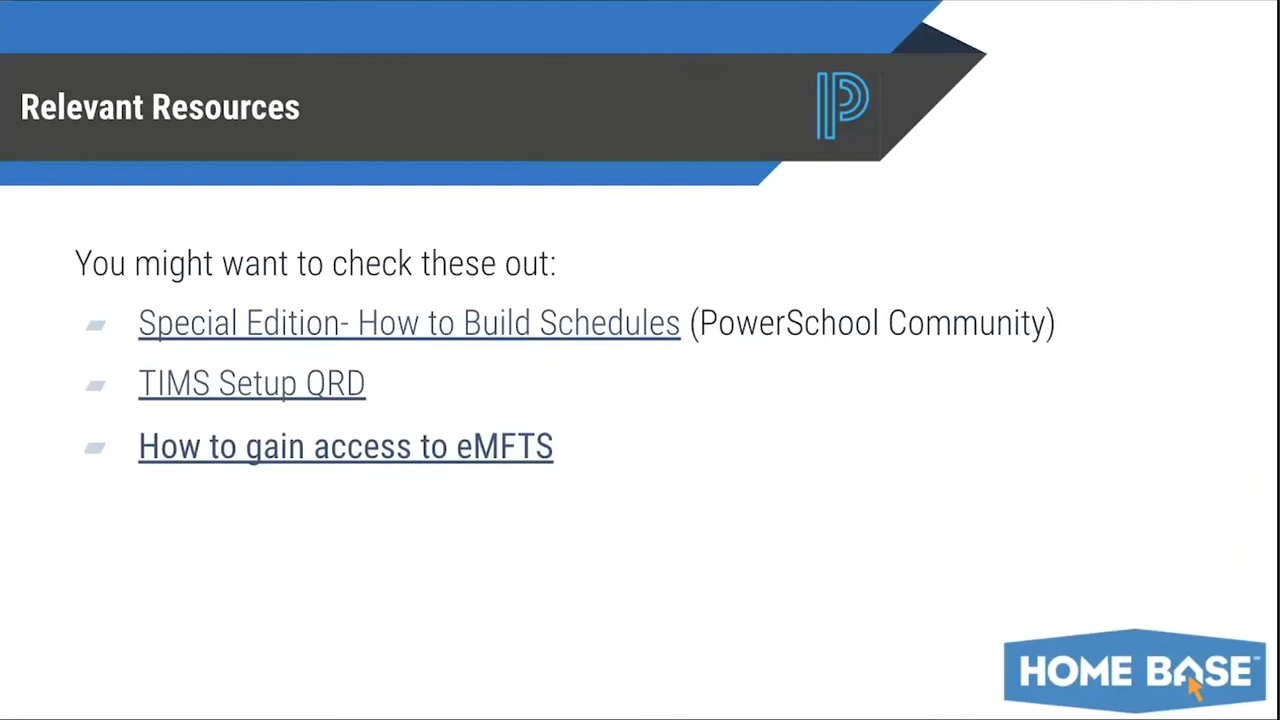 Relevant Resources
You might want to check these out:
Special Edition- How to Build Schedules (PowerSchool Community)
TIMS Setup QRD
How to gain access to eMFTS
HOME BASE